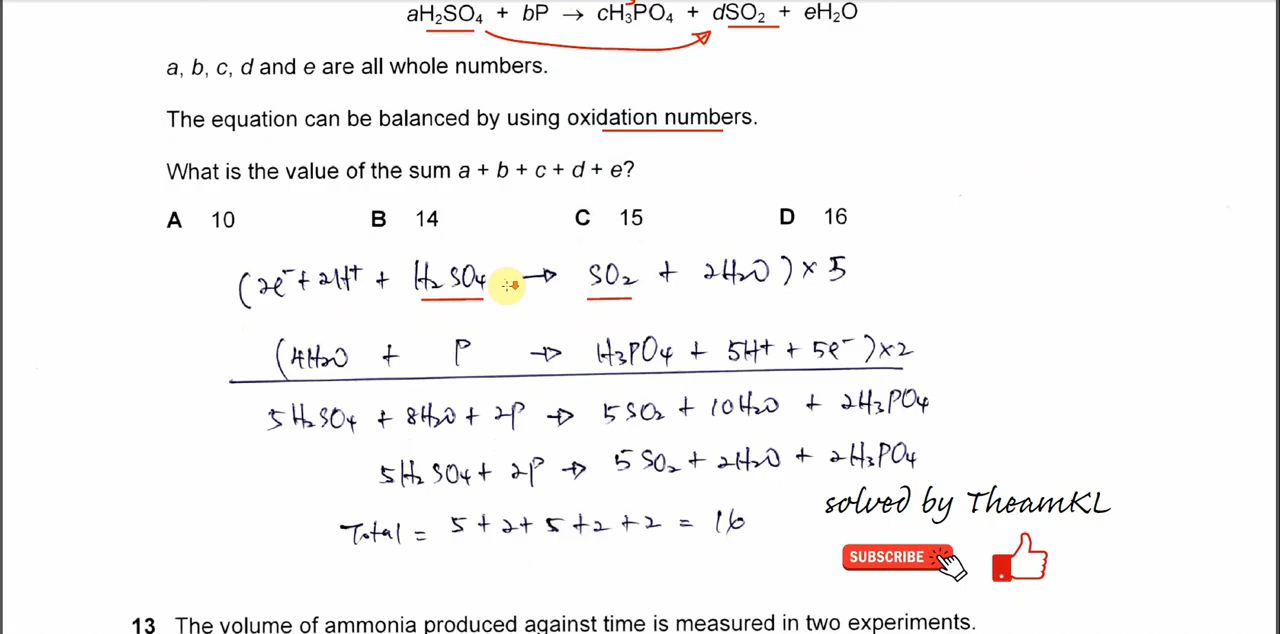 aH₂SO₄ + bP → cH₃PO₄ + dSO₂ + eH₂O
a, b, c, d and e are all whole numbers.
The equation can be balanced by using oxidation numbers.
What is the value of the sum a + b + c + d + e?
A 10 B 14 C 15 D 16
(2e⁻ + 2H⁺ + H₂SO₄ → SO₂ + 2H₂O) × 5
(4H₂O + P → H₃PO₄ + 5H⁺ + 5e⁻) × 2
5H₂SO₄ + 8H₂O + 2P → 5SO₂ + 10H₂O + 2H₃PO₄
5H₂SO₄ + 2P → 5SO₂ + 2H₂O + 2H₃PO₄
solved by TheamKL
Total = 5 + 2 + 5 + 2 + 2 = 16
SUBSCRIBE
13 The volume of ammonia produced against time is measured in two experiments.